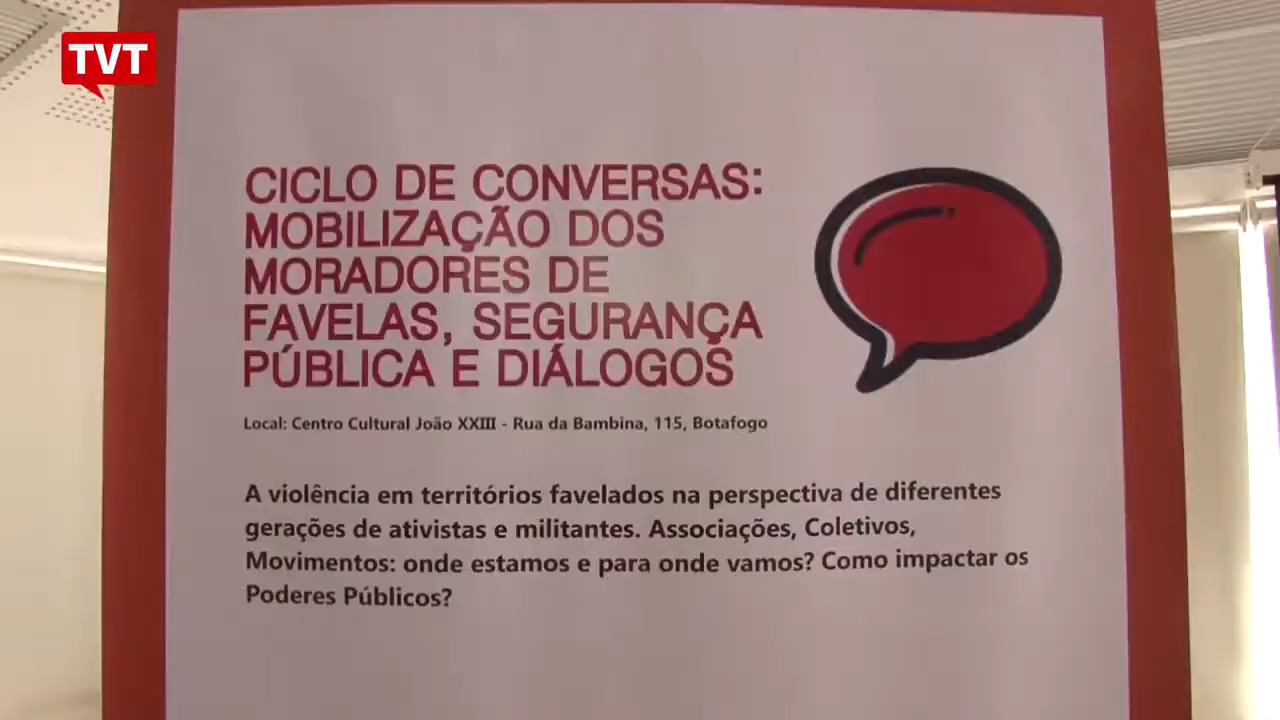 TVT
CICLO DE CONVERSAS:
MOBILIZAÇÃO DOS
MORADORES DE
FAVELAS, SEGURANÇA
PÚBLICA E DIÁLOGOS
Local: Centro Cultural João XXIII - Rua da Bambina, 115, Botafogo
A violência em territórios favelados na perspectiva de diferentes
gerações de ativistas e militantes. Associações, Coletivos,
Movimentos: onde estamos e para onde vamos? Como impactar os
Poderes Públicos?